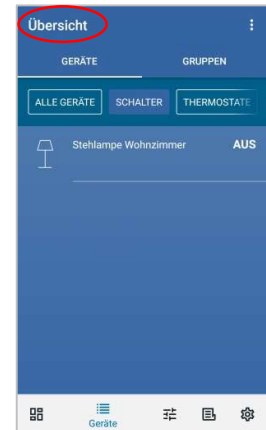 Übersicht
GERÄTE GRUPPEN
ALLE GERÄTE SCHALTER THERMOSTATE
Stehlampe Wohnzimmer AUS
Geräte